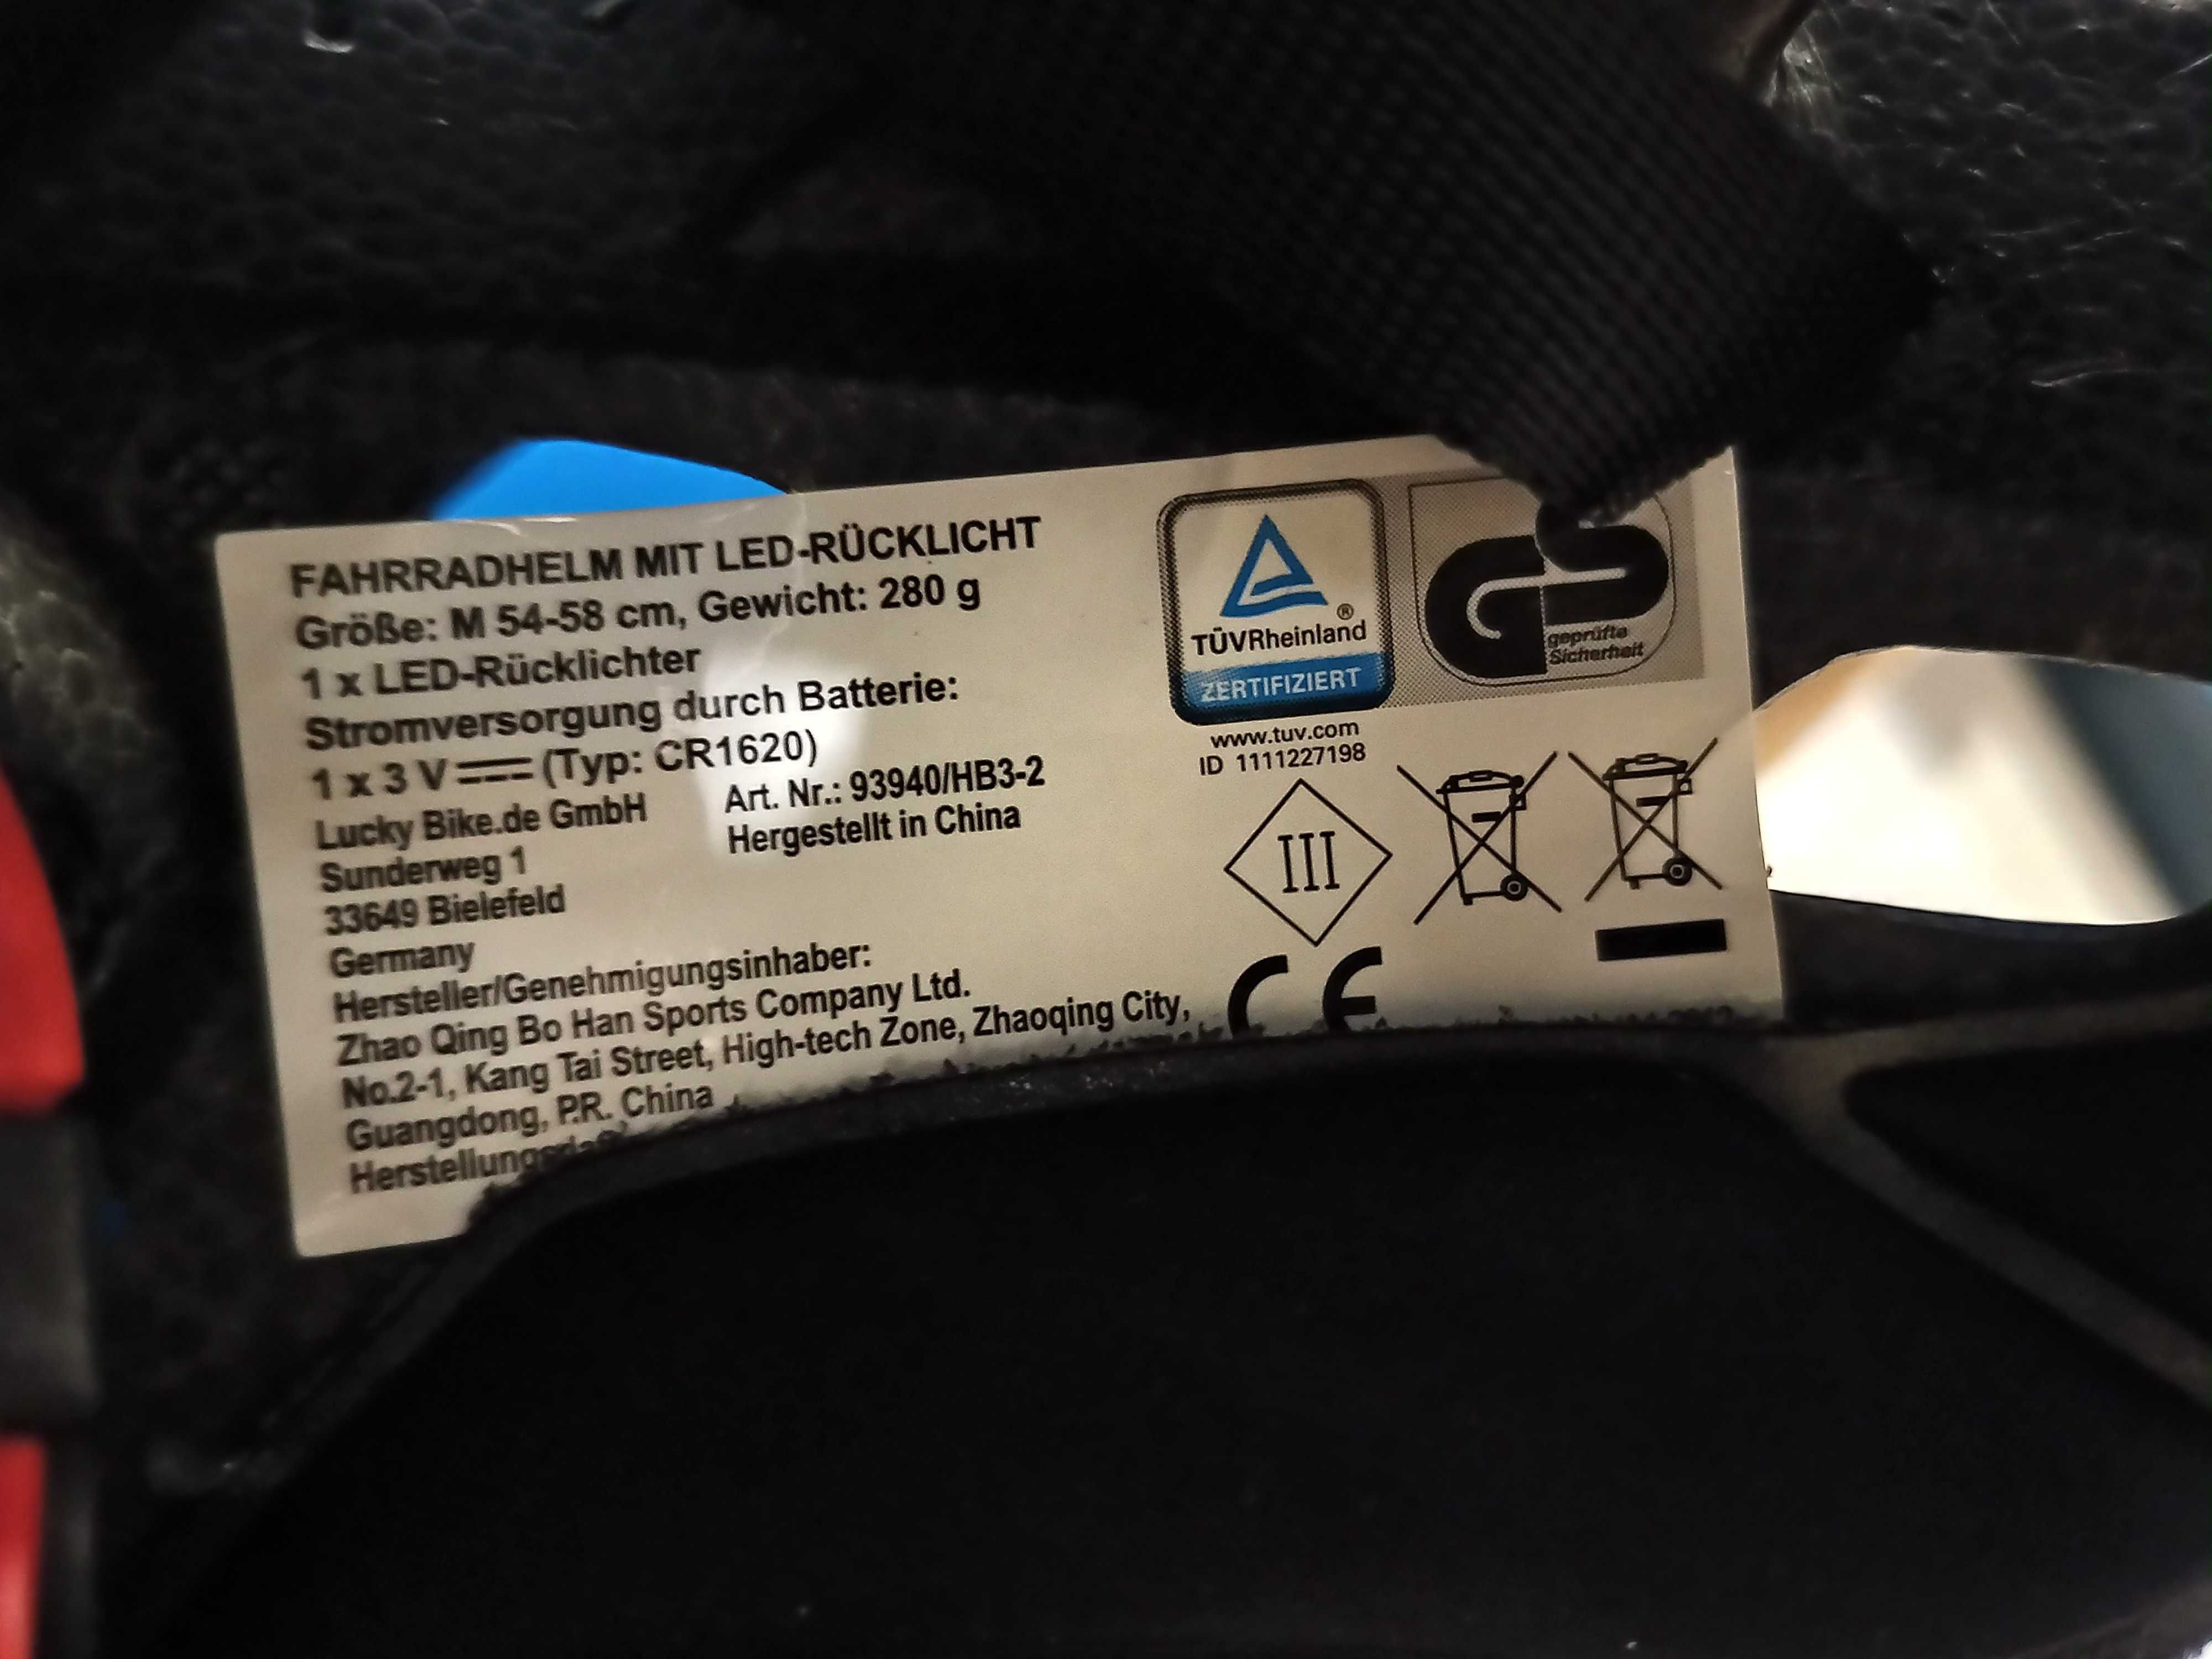 FAHRRADHELM MIT LED-RÜCKLICHT
Größe: M 54-58 cm, Gewicht: 280 g
1 x LED-Rücklichter
Stromversorgung durch Batterie:
1 x 3 V (Typ: CR1620)
Lucky Bike.de GmbH
Sunderweg 1
33649 Bielefeld
Germany
Art. Nr.: 93940/HB3-2
Hergestellt in China
Hersteller/Genehmigungsinhaber:
Zhao Qing Bo Han Sports Company Ltd.
No.2-1, Kang Tai Street, High-tech Zone, Zhaoqing City,
Guangdong, P.R. China
TÜVRheinland ®
ZERTIFIZIERT
www.tuv.com
ID 1111227198
GS
geprüfte
Sicherheit
III
CE